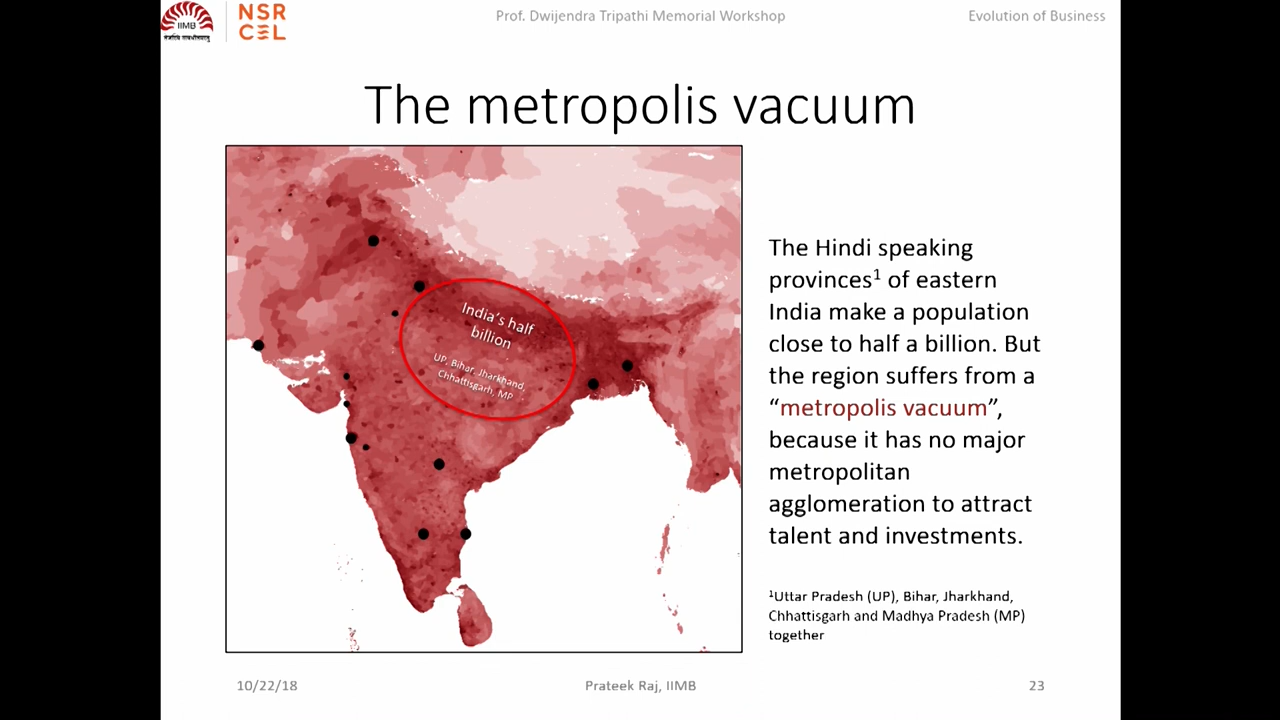 IIMB
NSR
CEL
Prof. Dwijendra Tripathi Memorial Workshop
Evolution of Business
The metropolis vacuum
India's half
billion
UP, Bihar, Jharkhand,
Chhattisgarh, MP
The Hindi speaking
provinces¹ of eastern
India make a population
close to half a billion. But
the region suffers from a
“metropolis vacuum”,
because it has no major
metropolitan
agglomeration to attract
talent and investments.
¹Uttar Pradesh (UP), Bihar, Jharkhand,
Chhattisgarh and Madhya Pradesh (MP)
together
10/22/18
Prateek Raj, IIMB
23